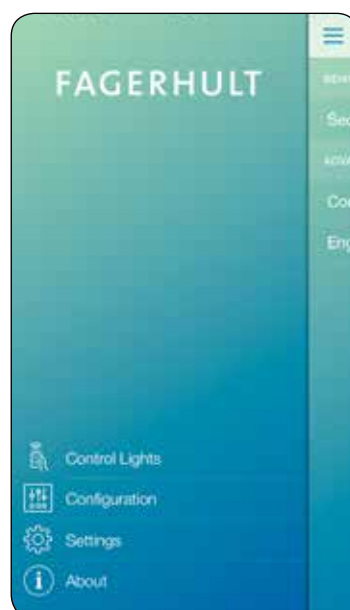 FAGERHULT
Control Lights
Configuration
Settings
About